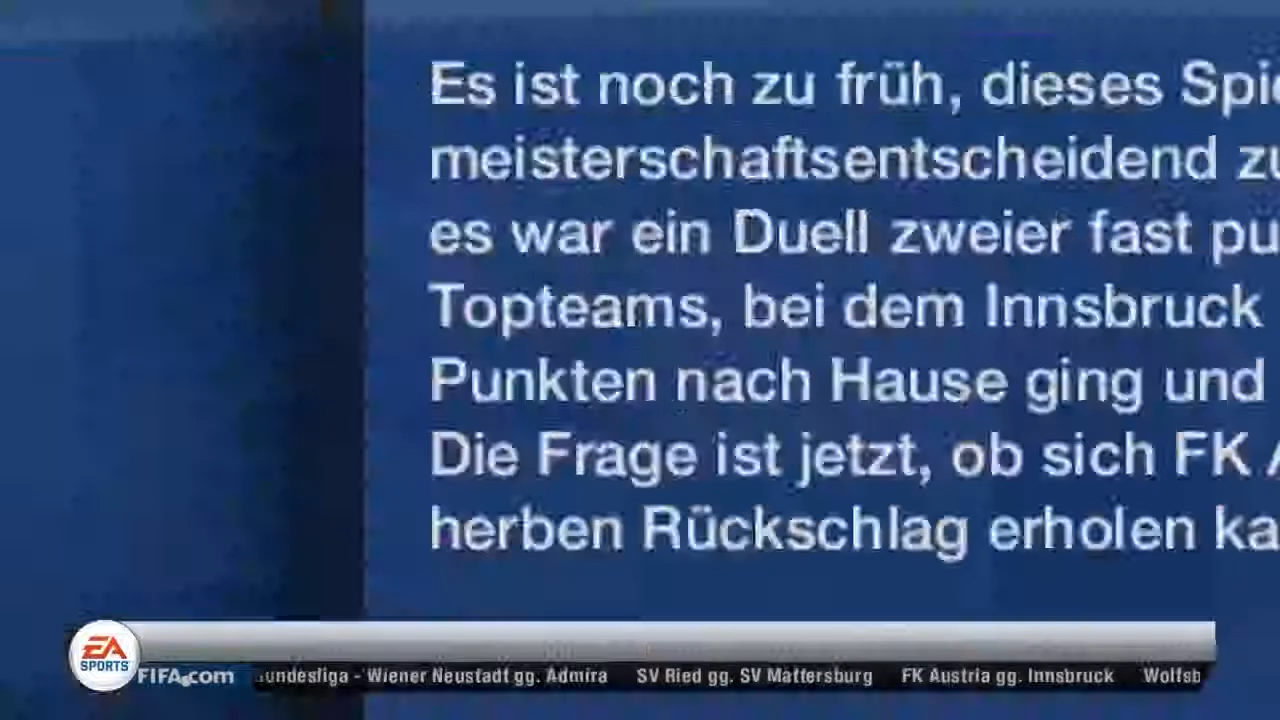 Es ist noch zu früh, dieses Spie
meisterschaftsentscheidend zu
es war ein Duell zweier fast pu
Topteams, bei dem Innsbruck
Punkten nach Hause ging und
Die Frage ist jetzt, ob sich FK A
herben Rückschlag erholen ka
EA
SPORTS
FIFA.com undesliga - Wiener Neustadt gg. Admira SV Ried gg. SV Mattersburg FK Austria gg. Innsbruck Wolfsb